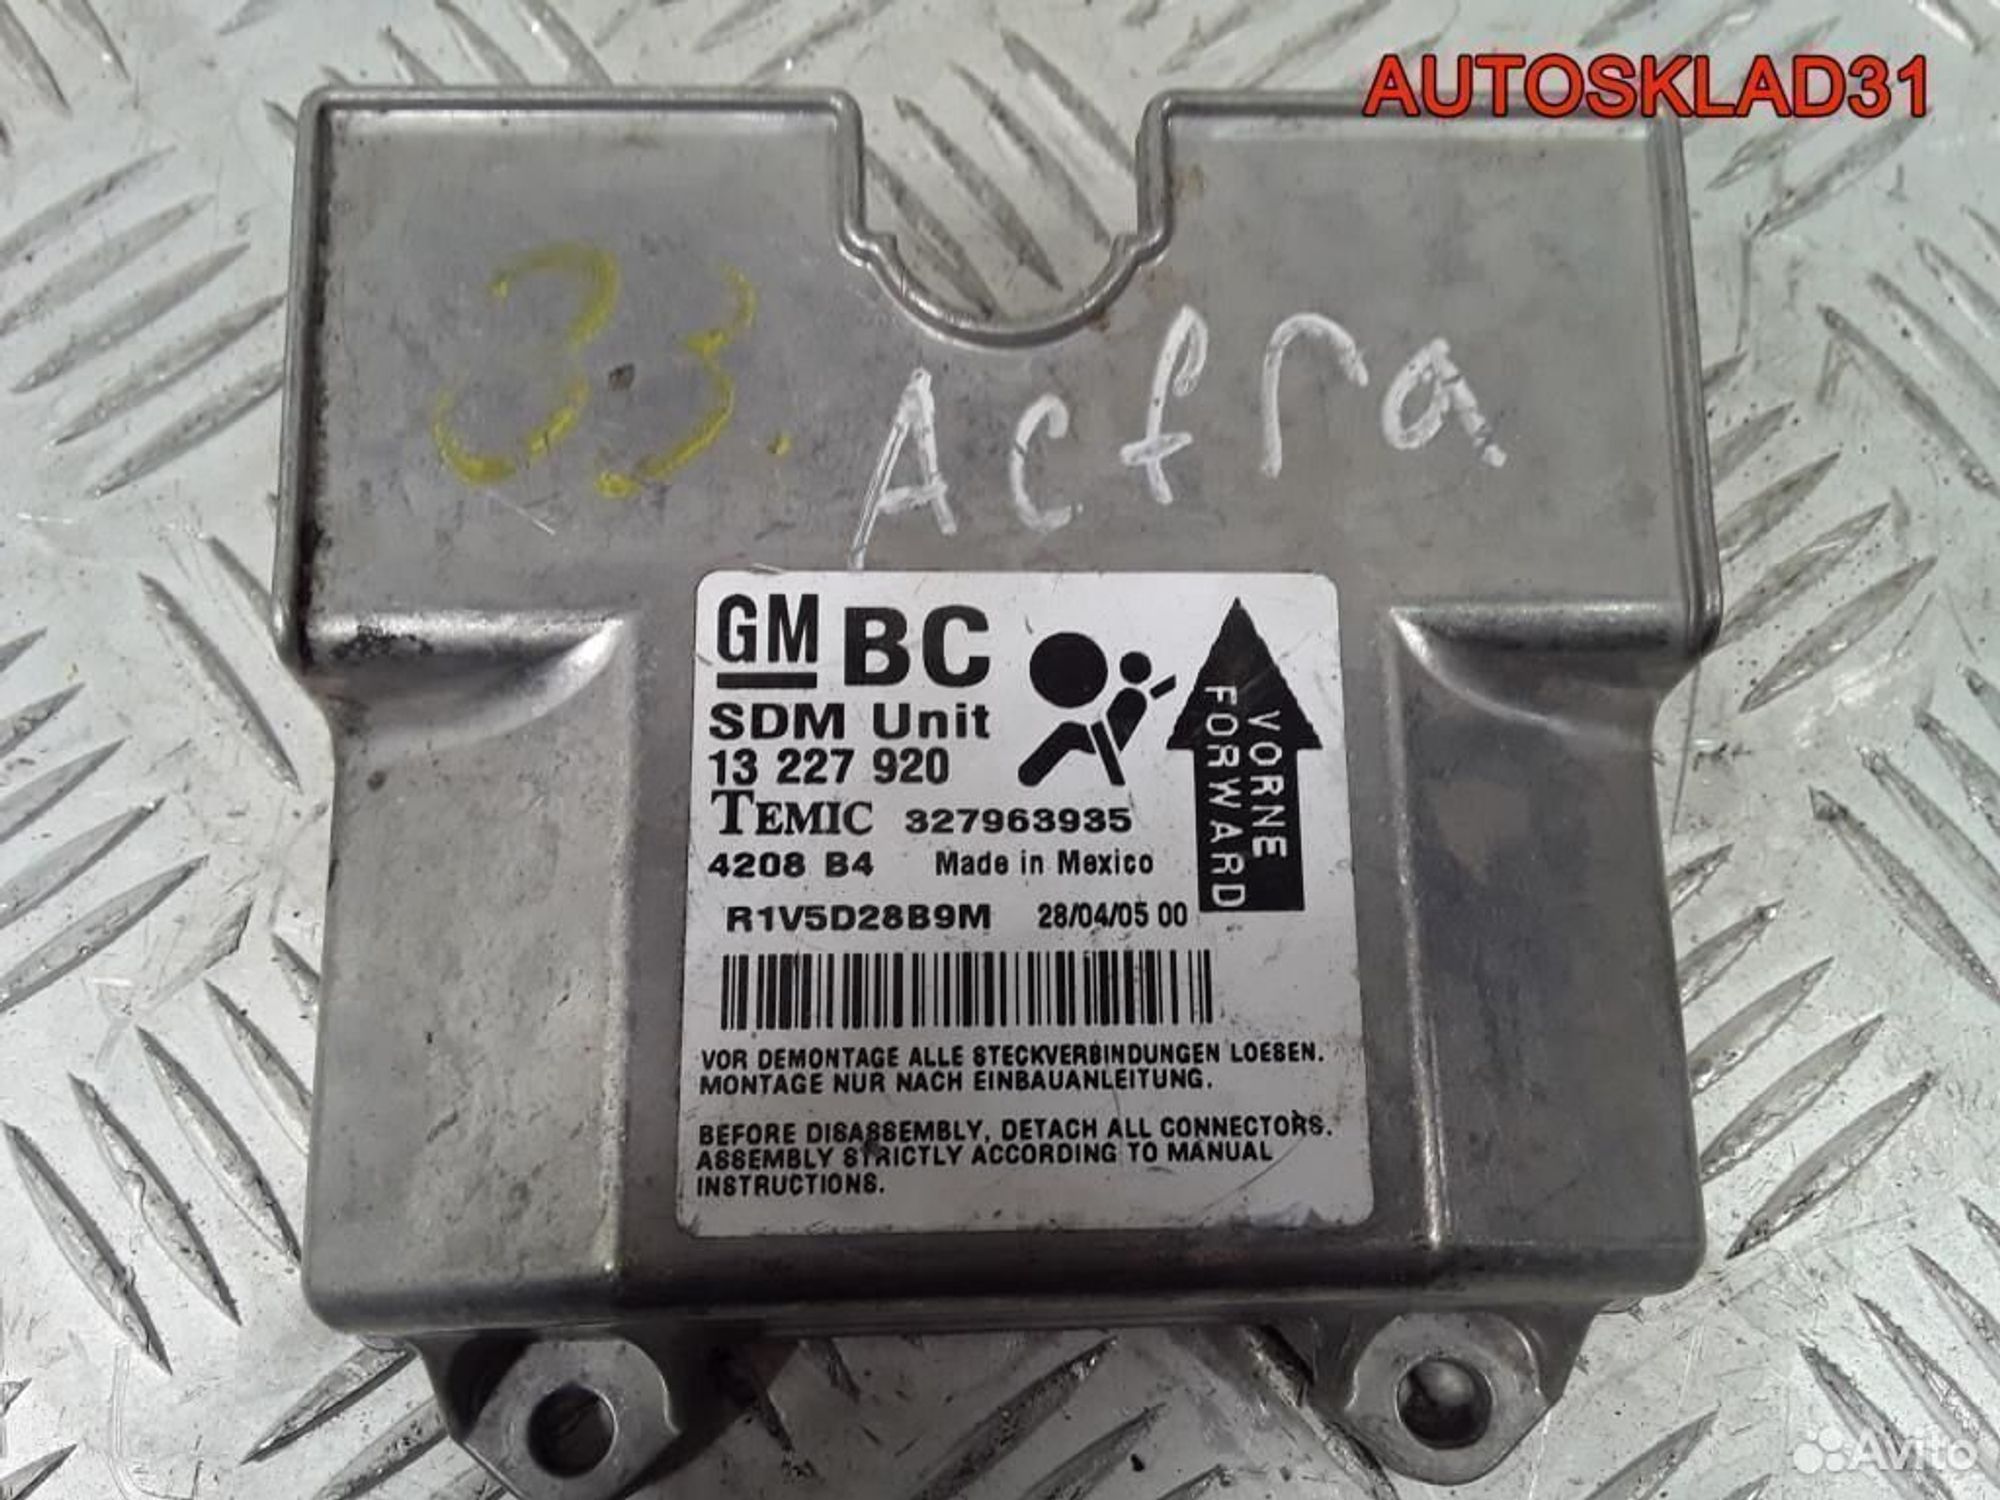 AUTOSKLAD31
33.
Actra
GM BC
SDM Unit
13 227 920
TEMIC 327963935
4208 B4 Made in Mexico
R1V5D28B9M 28/04/05 00
VORNE
FORWARD
VOR DEMONTAGE ALLE STECKVERBINDUNGEN LOESEN.
MONTAGE NUR NACH EINBAUANLEITUNG.
BEFORE DISASSEMBLY, DETACH ALL CONNECTORS.
ASSEMBLY STRICTLY ACCORDING TO MANUAL
INSTRUCTIONS.
Avito